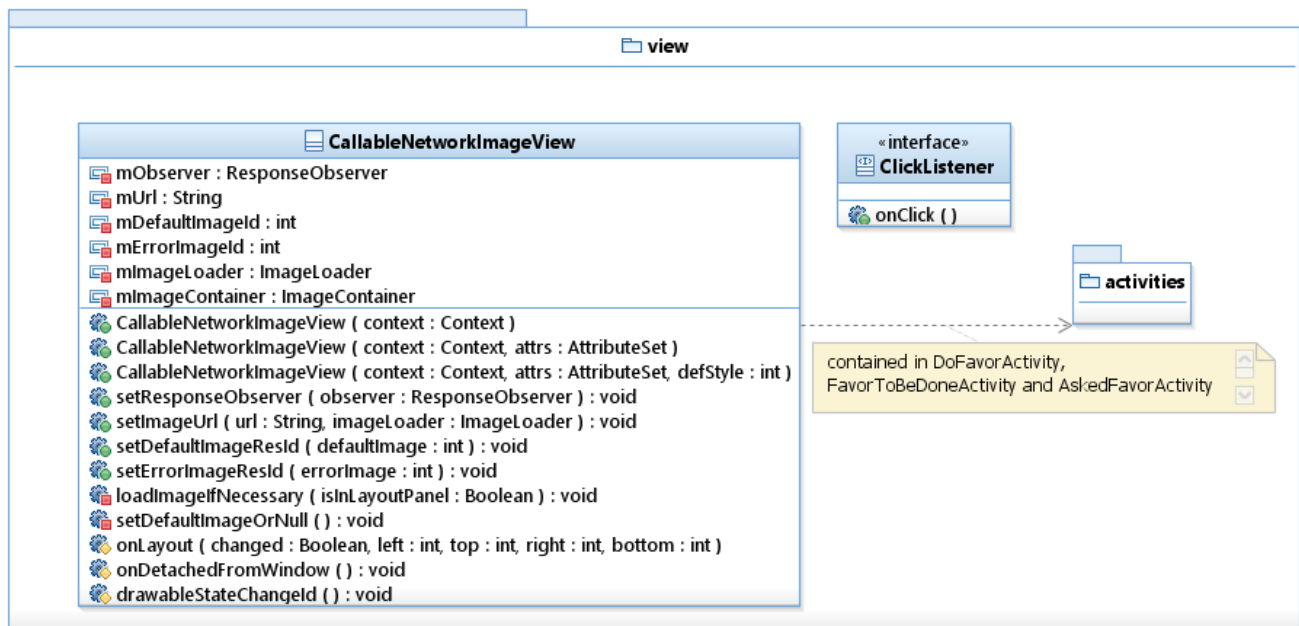 view
CallableNetworkImageView
mObserver : ResponseObserver
mUrl : String
mDefaultImageId : int
mErrorImageId : int
mImageLoader : ImageLoader
mImageContainer : ImageContainer
CallableNetworkImageView ( context : Context )
CallableNetworkImageView ( context : Context, attrs : AttributeSet )
CallableNetworkImageView ( context : Context, attrs : AttributeSet, defStyle : int )
setResponseObserver ( observer : ResponseObserver ) : void
setImageUrl ( url : String, imageLoader : ImageLoader ) : void
setDefaultImageResId ( defaultImage : int ) : void
setErrorImageResId ( errorImage : int ) : void
loadImageIfNecessary ( isInLayoutPanel : Boolean ) : void
setDefaultImageOrNull ( ) : void
onLayout ( changed : Boolean, left : int, top : int, right : int, bottom : int )
onDetachedFromWindow ( ) : void
drawableStateChangeId ( ) : void
«interface»
ClickListener
onClick ( )
activities
contained in DoFavorActivity,
FavorToBeDoneActivity and AskedFavorActivity